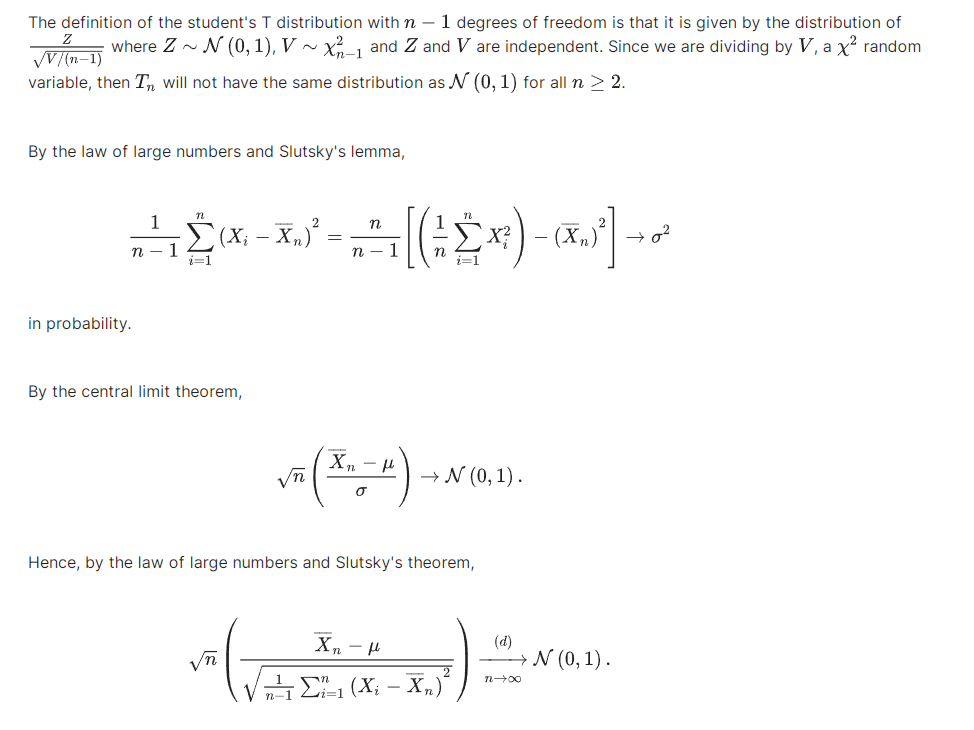 The definition of the student's T distribution with $n-1$ degrees of freedom is that it is given by the distribution of
$\frac{Z}{\sqrt{V/(n-1)}}$ where $Z \sim \mathcal{N}(0,1)$, $V \sim \chi^2_{n-1}$ and $Z$ and $V$ are independent. Since we are dividing by $V$, a $\chi^2$ random
variable, then $T_n$ will not have the same distribution as $\mathcal{N}(0,1)$ for all $n \geq 2$.
By the law of large numbers and Slutsky's lemma,
$\frac{1}{n-1}\sum_{i=1}^{n}(X_i - \overline{X}_n)^2 = \frac{n}{n-1}\left[\left(\frac{1}{n}\sum_{i=1}^{n}X_i^2\right) - (\overline{X}_n)^2\right] \to \sigma^2$
in probability.
By the central limit theorem,
$\sqrt{n}\left(\frac{\overline{X}_n - \mu}{\sigma}\right) \to \mathcal{N}(0,1).$
Hence, by the law of large numbers and Slutsky's theorem,
$\sqrt{n}\left(\frac{\overline{X}_n - \mu}{\sqrt{\frac{1}{n-1}\sum_{i=1}^{n}(X_i - \overline{X}_n)^2}}\right) \xrightarrow[n\to\infty]{(d)} \mathcal{N}(0,1).$